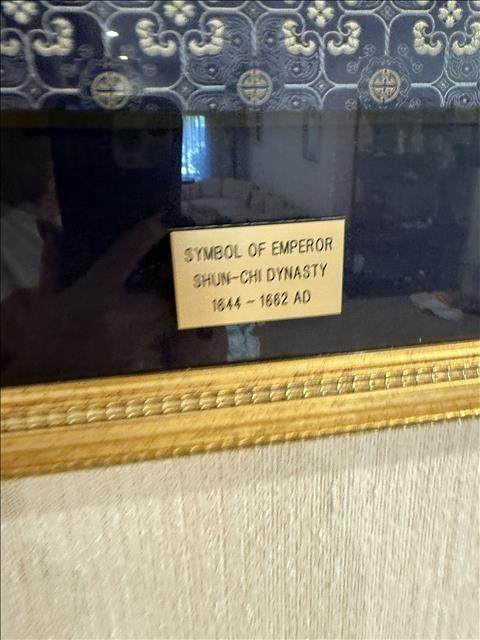 SYMBOL OF EMPEROR
SHUN-CHI DYNASTY
1644 - 1662 AD